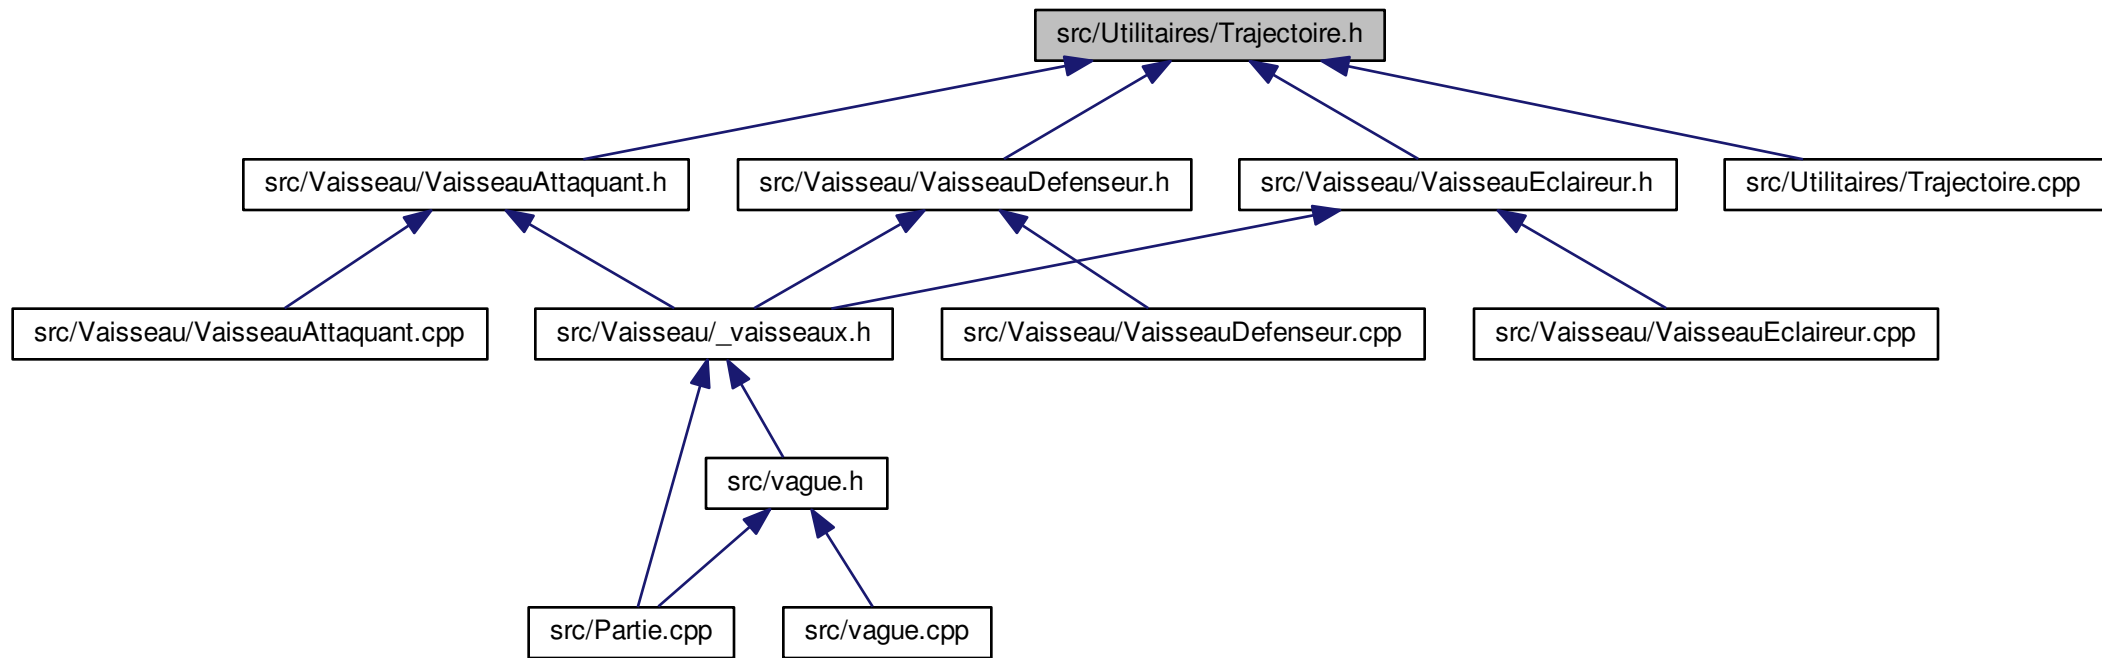 src/Utilitaires/Trajectoire.h
src/Vaisseau/VaisseauAttaquant.h
src/Vaisseau/VaisseauDefenseur.h
src/Vaisseau/VaisseauEclaireur.h
src/Utilitaires/Trajectoire.cpp
src/Vaisseau/VaisseauAttaquant.cpp
src/Vaisseau/_vaisseaux.h
src/Vaisseau/VaisseauDefenseur.cpp
src/Vaisseau/VaisseauEclaireur.cpp
src/vague.h
src/Partie.cpp
src/vague.cpp